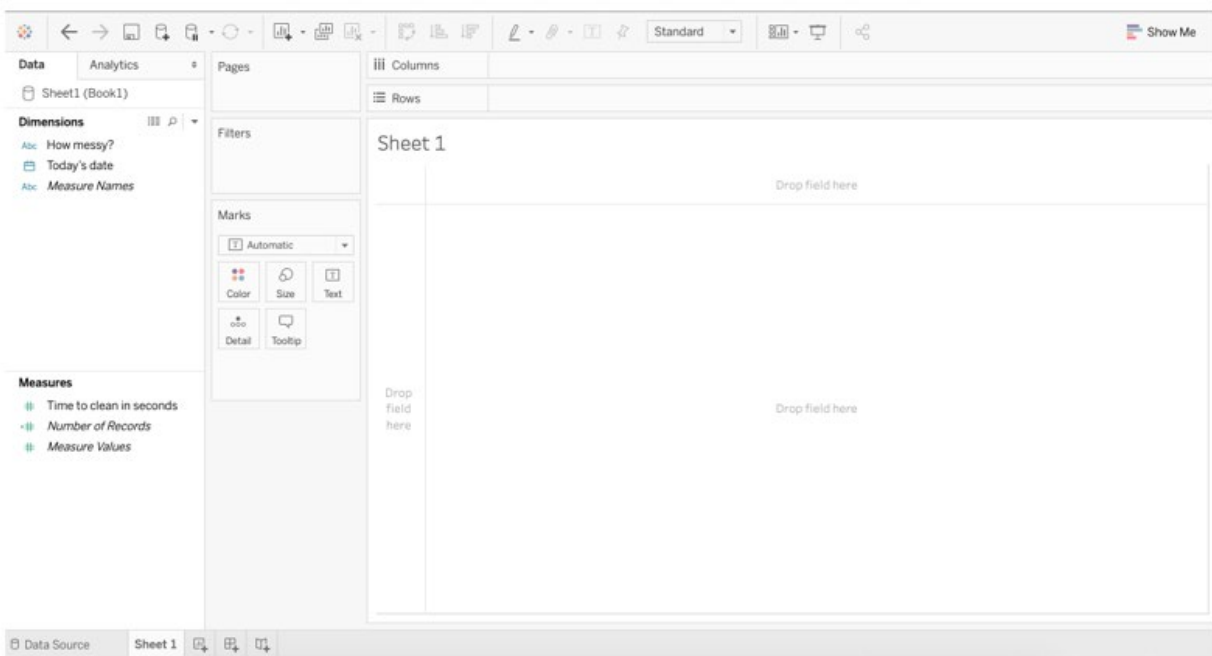 Standard
Show Me
Data
Analytics
Sheet1 (Book1)
Dimensions
Abc How messy?
Today's date
Abc Measure Names
Measures
Time to clean in seconds
Number of Records
Measure Values
Pages
Filters
Marks
T Automatic
Color
Size
T
Text
Detail
Tooltip
Columns
Rows
Sheet 1
Drop field here
Drop
field
here
Drop field here
Data Source
Sheet 1